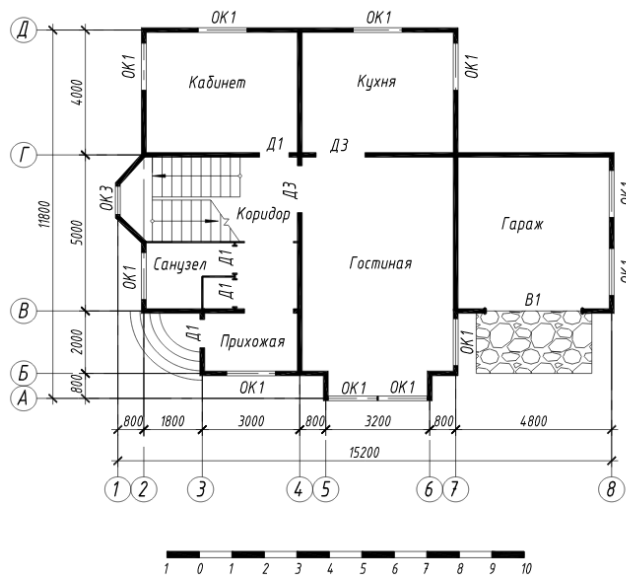 ОК1 ОК1
Д
ОК1 Кабинет Кухня ОК1
4000
Д1 Д3
Г
ОК3 Д3 ОК1
Коридор Гараж
11800 5000
Санузел Д1 Гостиная
ОК1 Д1 ОК1
В1
В
Д1 Прихожая ОК1
2000
Б
ОК1 ОК1 ОК1
800
А
800 1800 3000 800 3200 800 4800
15200
1 2 3 4 5 6 7 8
1 0 1 2 3 4 5 6 7 8 9 10